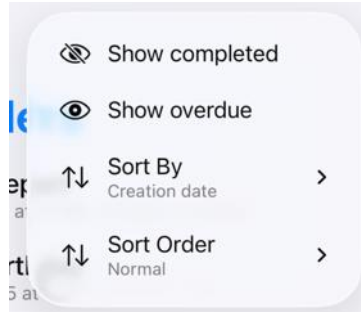 Show completed
Show overdue
Sort By
Creation date
Sort Order
Normal